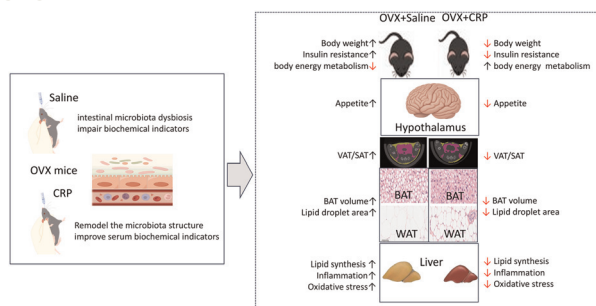 Saline
intestinal microbiota dysbiosis
impair biochemical indicators
OVX mice
CRP
Remodel the microbiota structure
improve serum biochemical indicators
OVX+Saline OVX+CRP
Body weight↑
Insulin resistance↑
body energy metabolism↓
↓ Body weight
↓ Insulin resistance
↑ body energy metabolism
Appetite↑
↓ Appetite
Hypothalamus
VAT/SAT↑
↓ VAT/SAT
BAT BAT
BAT volume↑
Lipid droplet area↑
↓ BAT volume
↓ Lipid droplet area
WAT WAT
Liver
Lipid synthesis ↑
Inflammation ↑
Oxidative stress↑
↓ Lipid synthesis
↓ Inflammation
↓ Oxidative stress